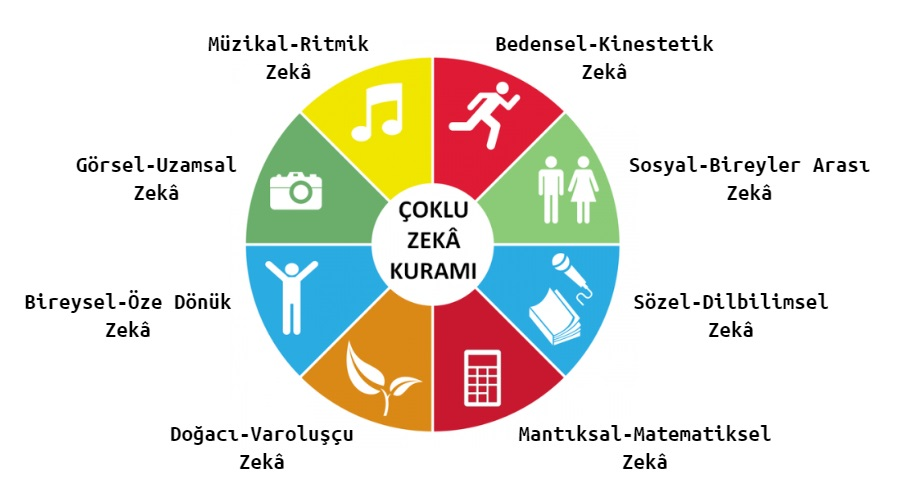 Müzikal-Ritmik
Zekâ
Bedensel-Kinestetik
Zekâ
Görsel-Uzamsal
Zekâ
Sosyal-Bireyler Arası
Zekâ
ÇOKLU
ZEKÂ
KURAMI
Bireysel-Öze Dönük
Zekâ
Sözel-Dilbilimsel
Zekâ
Doğacı-Varoluşçu
Zekâ
Mantıksal-Matematiksel
Zekâ